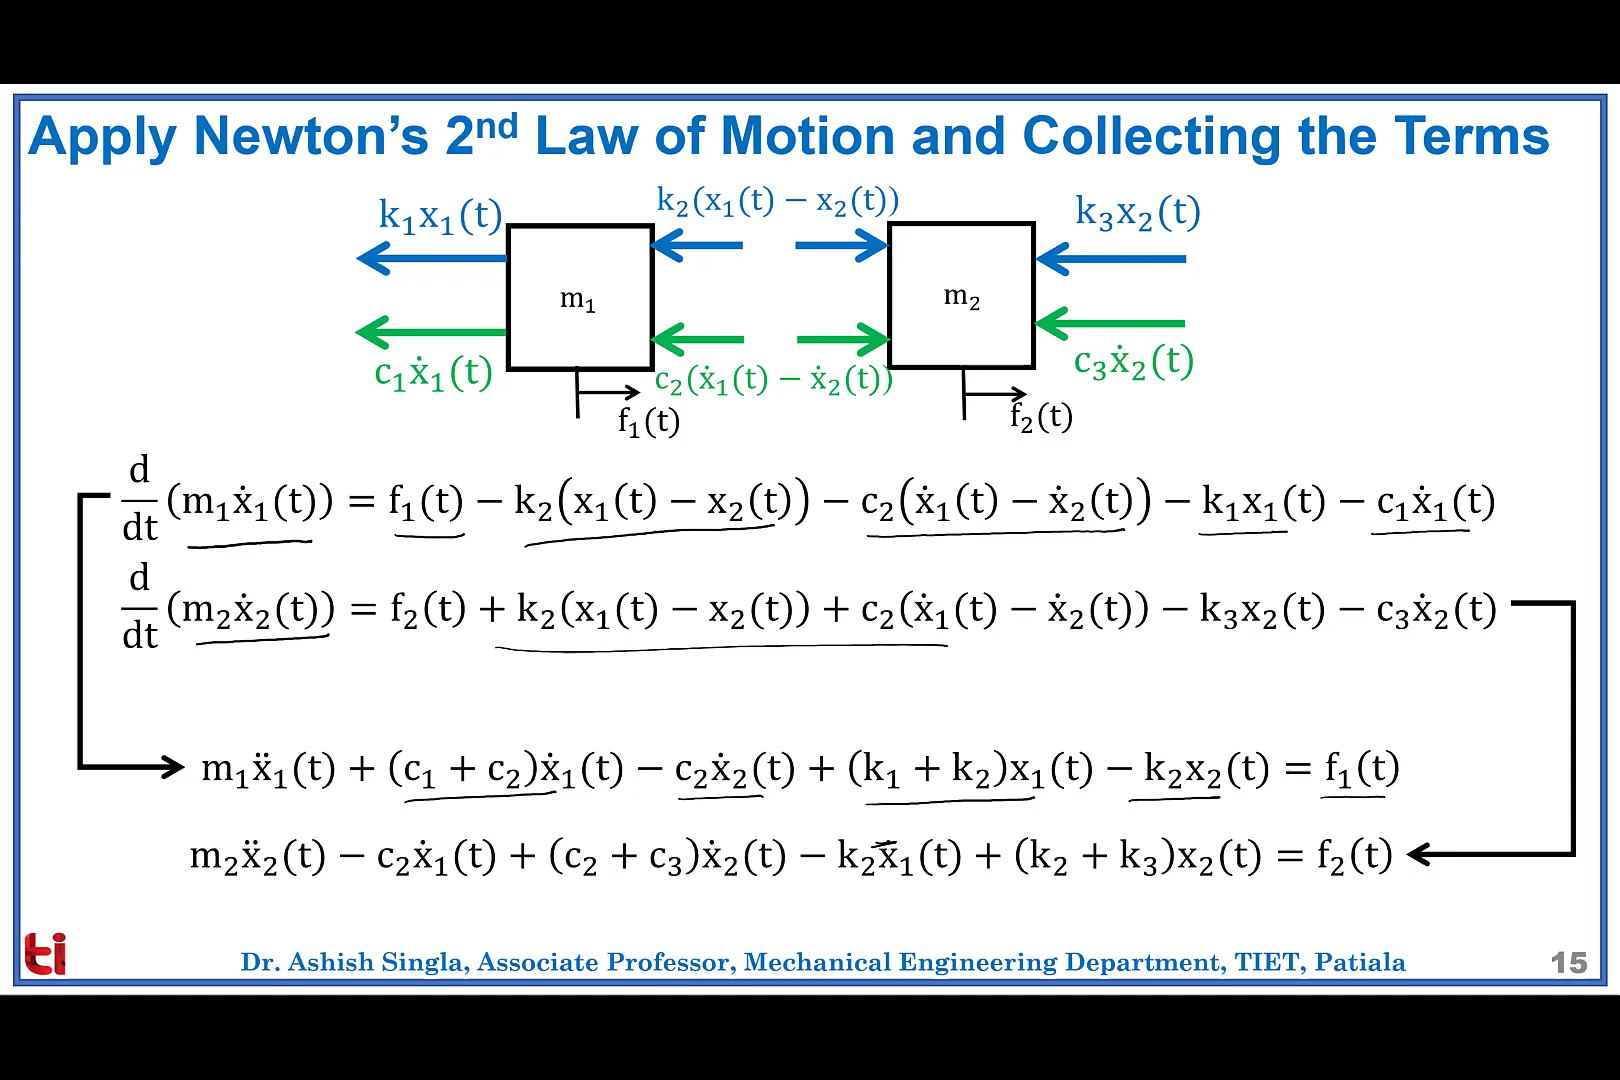 Apply Newton’s 2nd Law of Motion and Collecting the Terms
k₁x₁(t)
k₂(x₁(t) − x₂(t))
k₃x₂(t)
m₁
m₂
c₁ẋ₁(t)
c₂(ẋ₁(t) − ẋ₂(t))
c₃ẋ₂(t)
f₁(t)
f₂(t)
d/dt (m₁ẋ₁(t)) = f₁(t) − k₂(x₁(t) − x₂(t)) − c₂(ẋ₁(t) − ẋ₂(t)) − k₁x₁(t) − c₁ẋ₁(t)
d/dt (m₂ẋ₂(t)) = f₂(t) + k₂(x₁(t) − x₂(t)) + c₂(ẋ₁(t) − ẋ₂(t)) − k₃x₂(t) − c₃ẋ₂(t)
m₁ẍ₁(t) + (c₁ + c₂)ẋ₁(t) − c₂ẋ₂(t) + (k₁ + k₂)x₁(t) − k₂x₂(t) = f₁(t)
m₂ẍ₂(t) − c₂ẋ₁(t) + (c₂ + c₃)ẋ₂(t) − k₂x₁(t) + (k₂ + k₃)x₂(t) = f₂(t)
ti
Dr. Ashish Singla, Associate Professor, Mechanical Engineering Department, TIET, Patiala
15